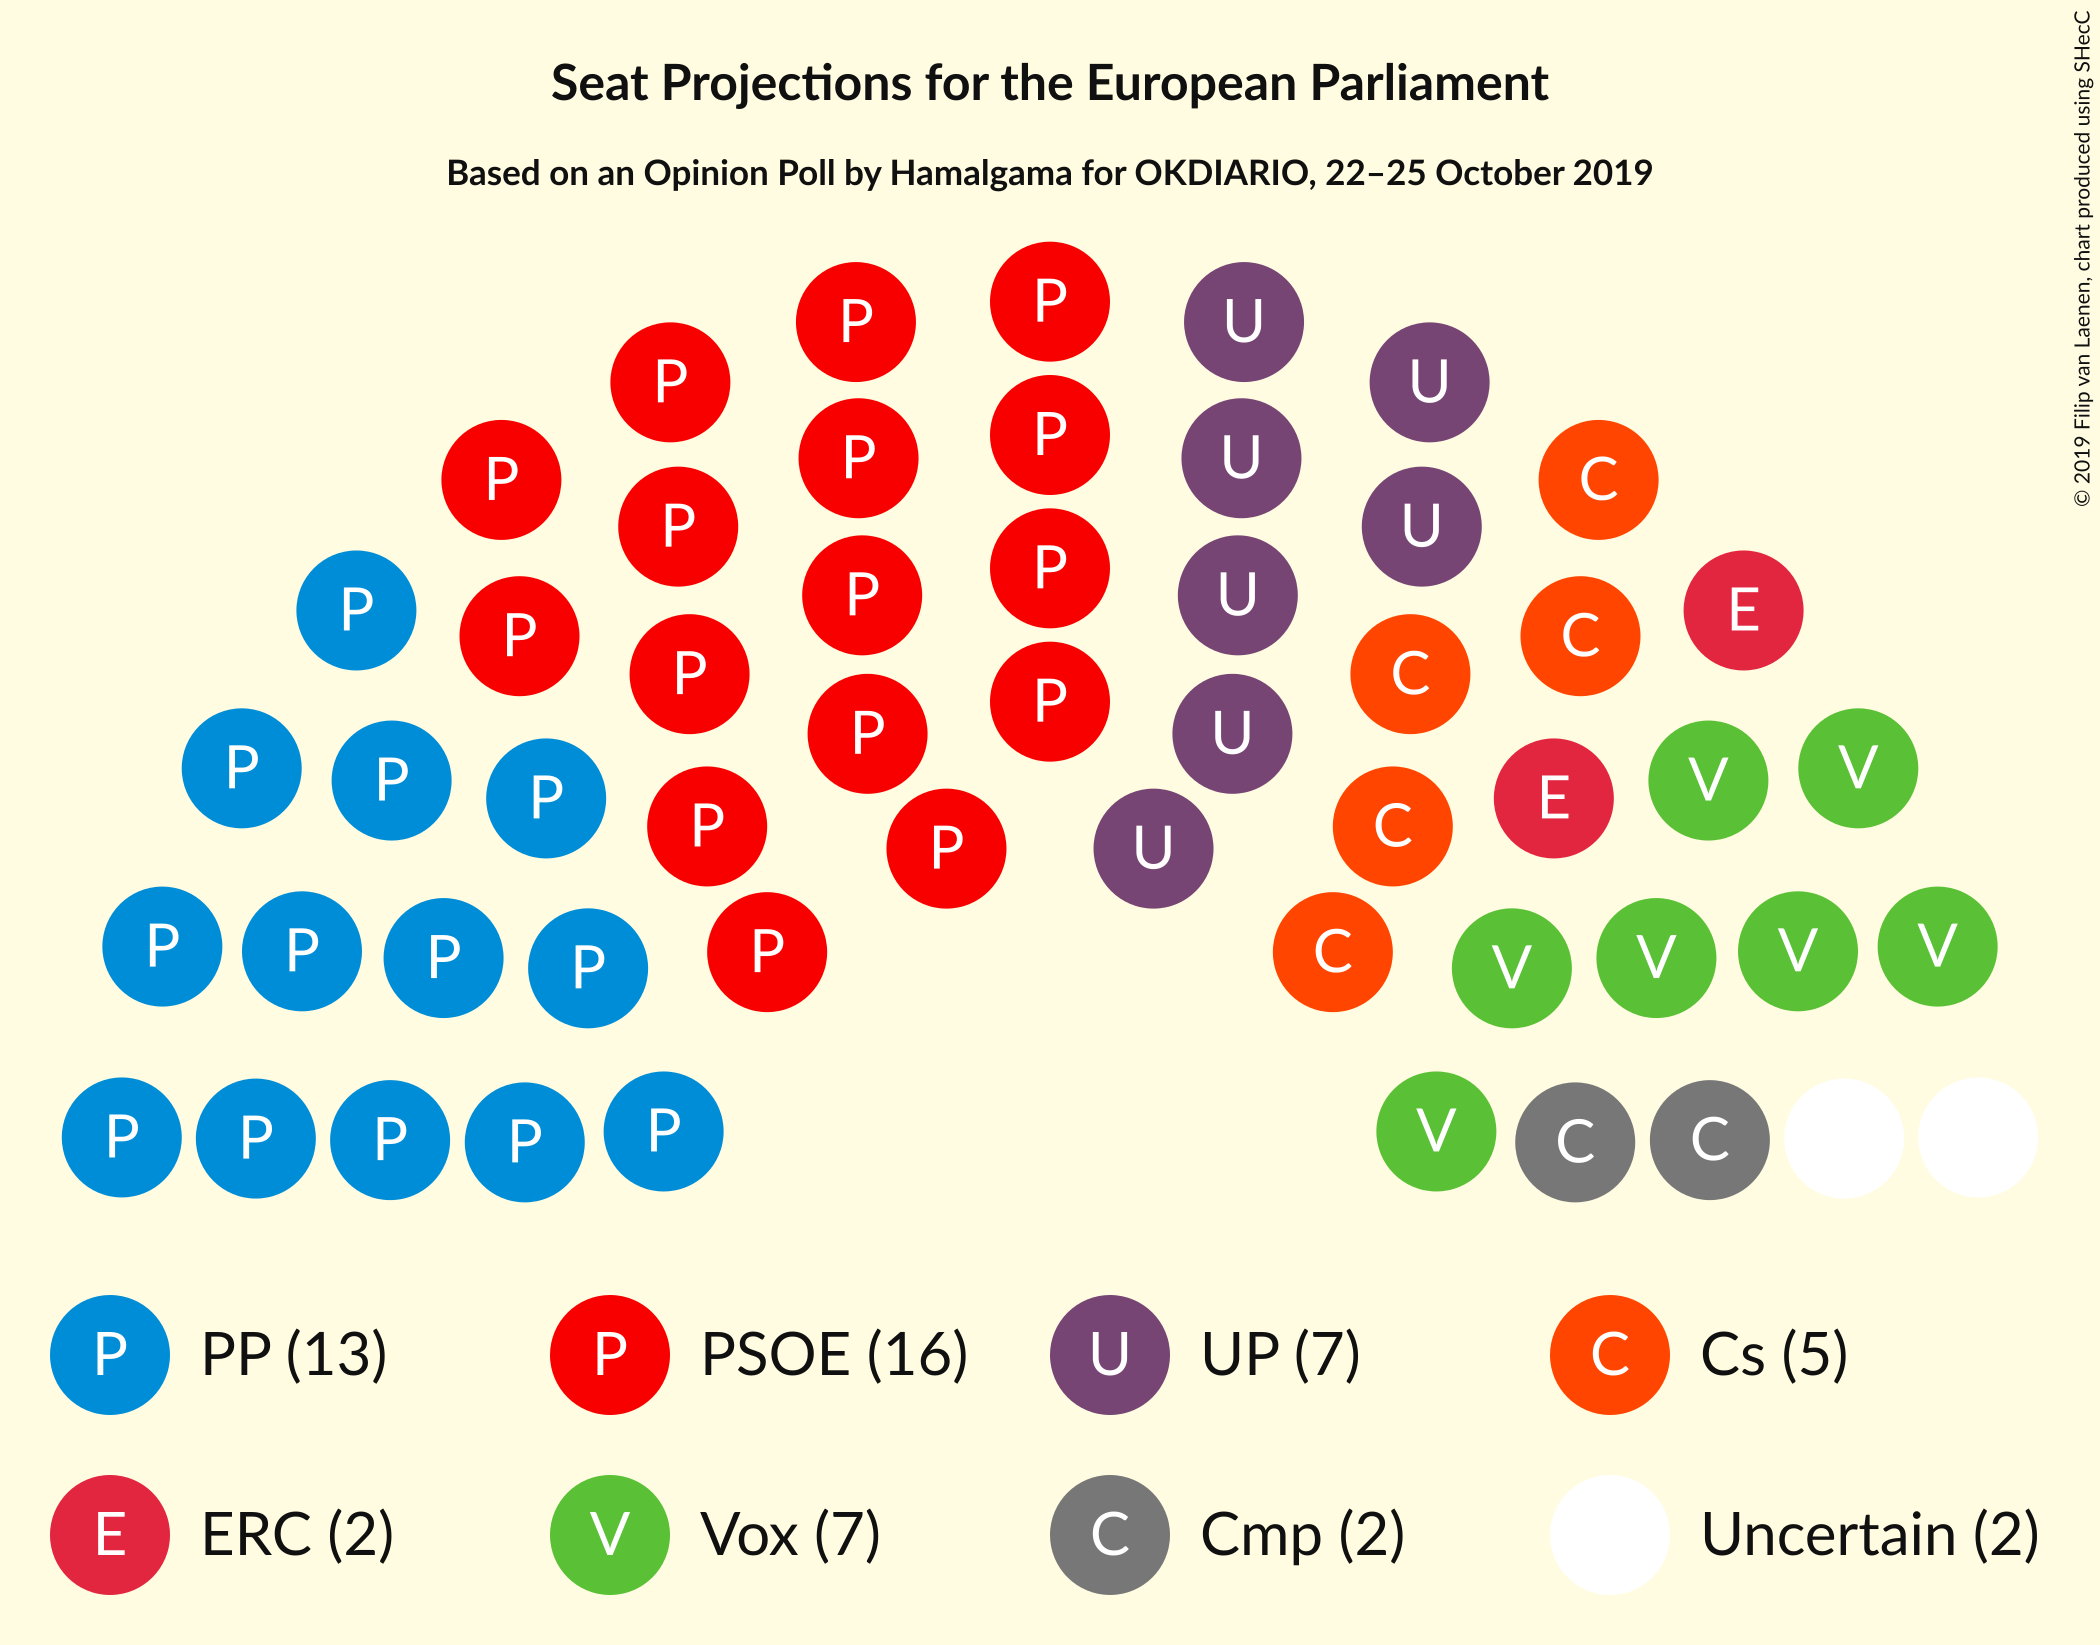 Seat Projections for the European Parliament
Based on an Opinion Poll by Hamalgama for OKDIARIO, 22–25 October 2019
© 2019 Filip van Laenen, chart produced using SHecC
P P P U U
P P P U U
P C
P P P U U C E
P P P C
P P P P P U C E V V
P U
P P P P P C V V V V
P P P P P V C C
P PP (13) P PSOE (16) U UP (7) C Cs (5)
E ERC (2) V Vox (7) C Cmp (2) Uncertain (2)